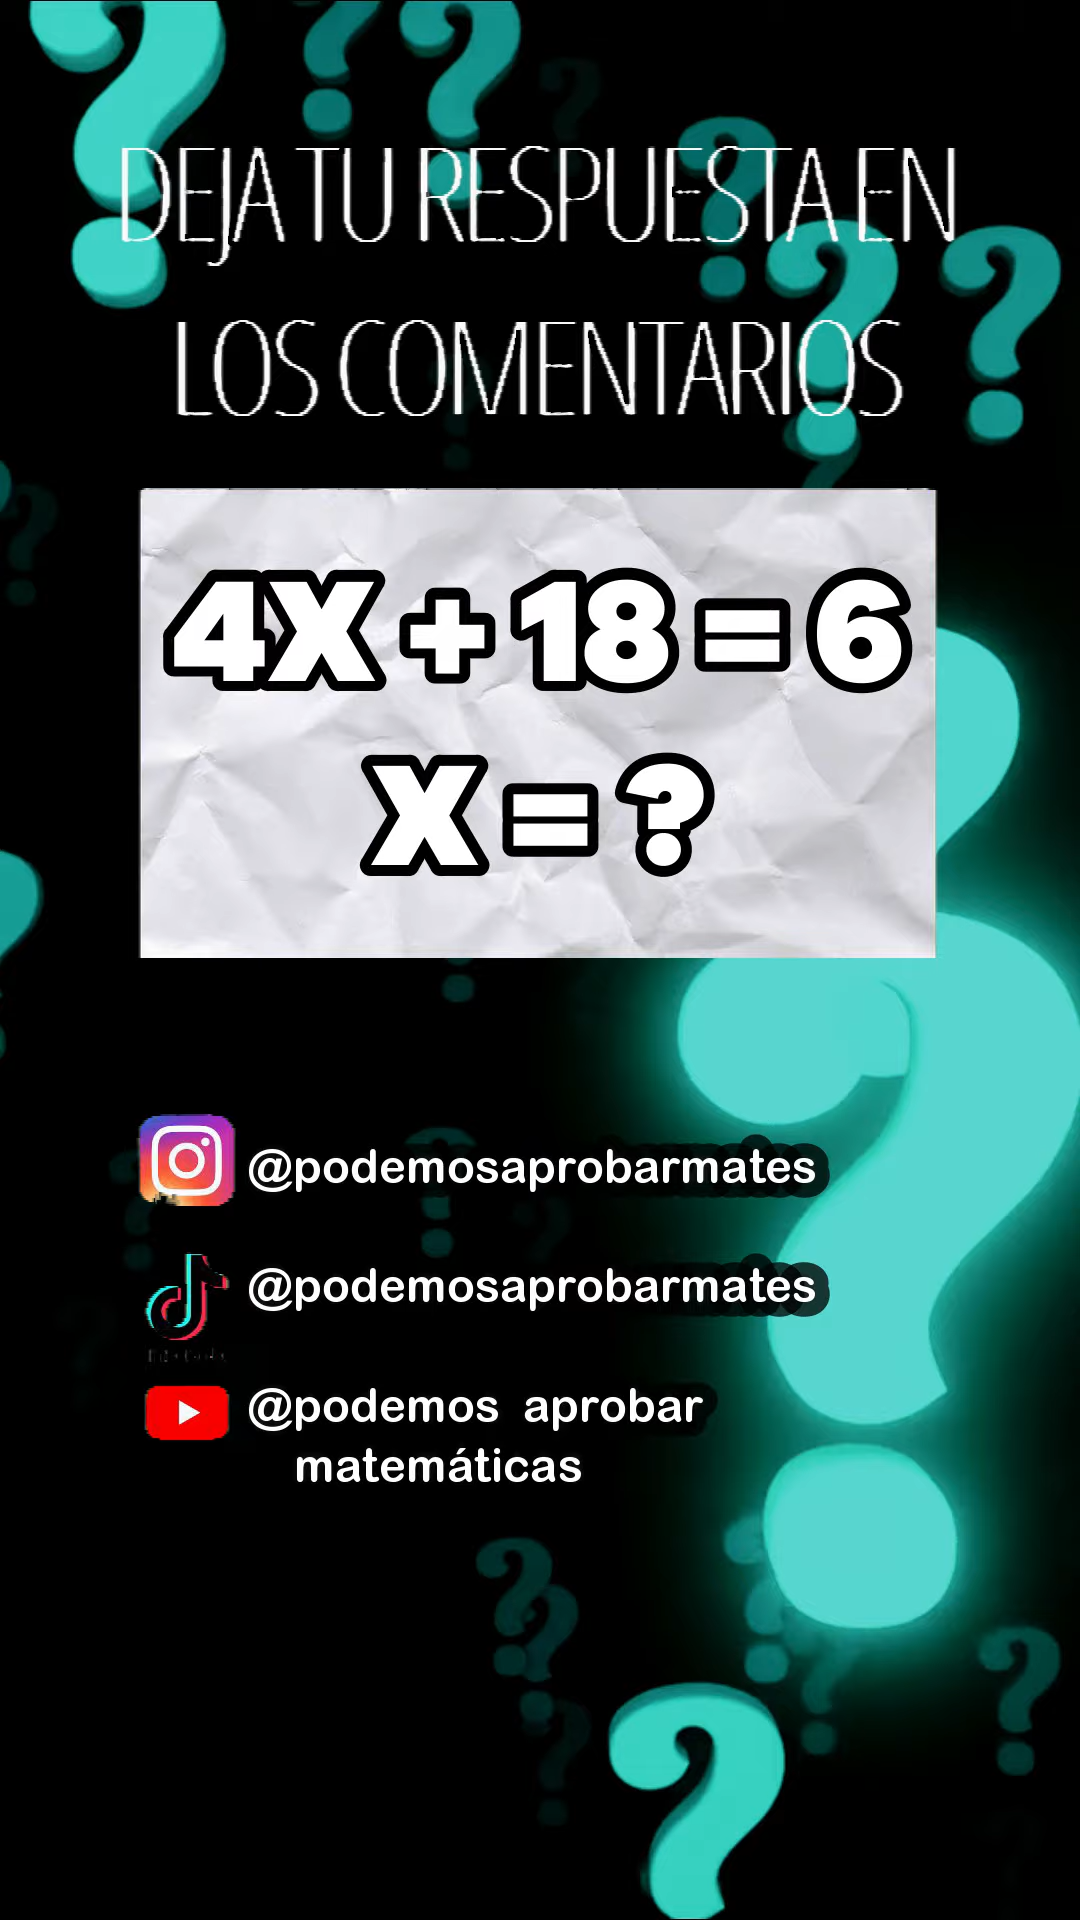 DEJA TU RESPUESTA EN
LOS COMENTARIOS
4X + 18 = 6
X = ?
@podemosaprobarmates
@podemosaprobarmates
@podemos aprobar
matemáticas